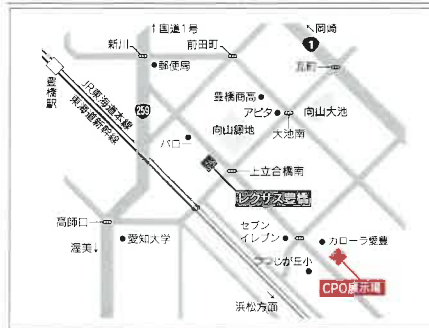 ↑国道1号
↖岡崎
1
新川
前田町
瓦町
郵便局
豊橋駅
JR東海道本線
東海道新幹線
259
豊橋商高
アピタ
向山大池
大池南
向山緑地
バロー
上立合橋南
レクサス豊橋
高師口
渥美↓
愛知大学
セブン
イレブン
カローラ愛豊
つつじが丘小
CPO展示場
浜松方面